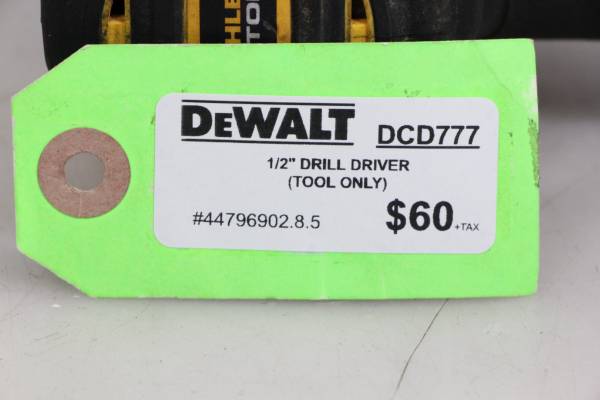 DEWALT DCD777
1/2" DRILL DRIVER
(TOOL ONLY)
#44796902.8.5 $60 +TAX